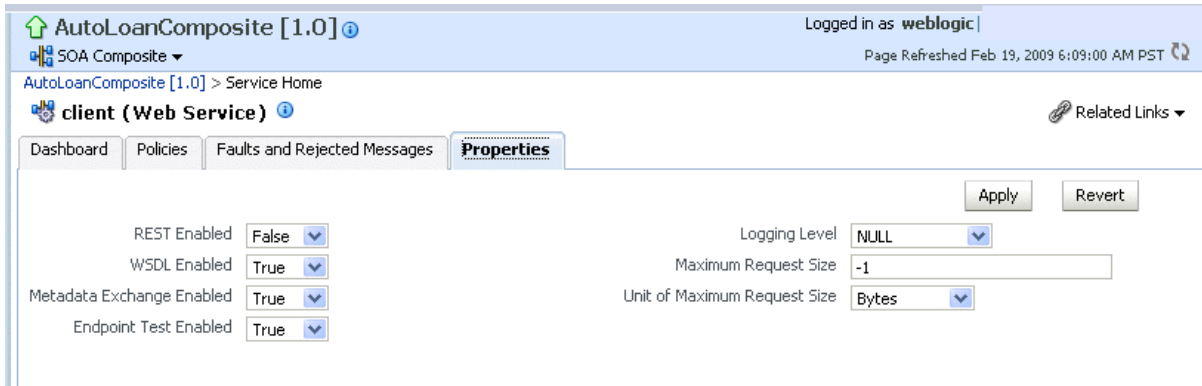 AutoLoanComposite [1.0] Logged in as weblogic|
SOA Composite Page Refreshed Feb 19, 2009 6:09:00 AM PST
AutoLoanComposite [1.0] > Service Home
client (Web Service) Related Links
Dashboard Policies Faults and Rejected Messages Properties
Apply Revert
REST Enabled False Logging Level NULL
WSDL Enabled True Maximum Request Size -1
Metadata Exchange Enabled True Unit of Maximum Request Size Bytes
Endpoint Test Enabled True